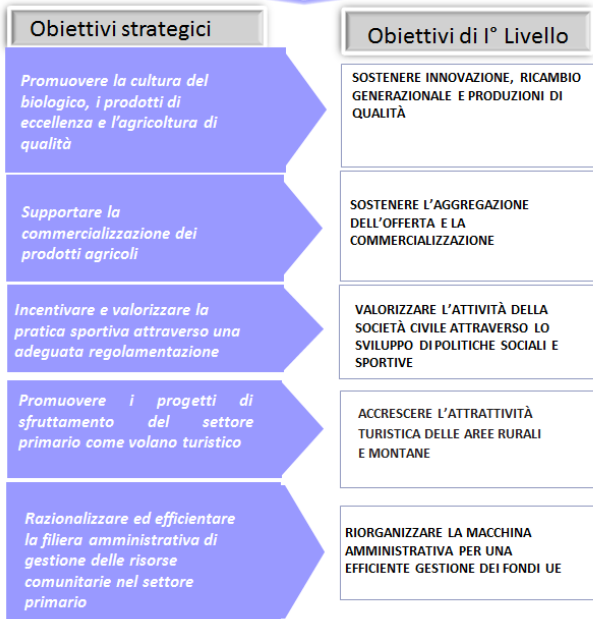 Obiettivi strategici
Obiettivi di I° Livello
Promuovere la cultura del
biologico, i prodotti di
eccellenza e l'agricoltura di
qualità
SOSTENERE INNOVAZIONE, RICAMBIO
GENERAZIONALE E PRODUZIONI DI
QUALITÀ
Supportare la
commercializzazione dei
prodotti agricoli
SOSTENERE L'AGGREGAZIONE
DELL'OFFERTA E LA
COMMERCIALIZZAZIONE
Incentivare e valorizzare la
pratica sportiva attraverso una
adeguata regolamentazione
VALORIZZARE L'ATTIVITÀ DELLA
SOCIETÀ CIVILE ATTRAVERSO LO
SVILUPPO DI POLITICHE SOCIALI E
SPORTIVE
Promuovere i progetti di
sfruttamento del settore
primario come volano turistico
ACCRESCERE L'ATTRATTIVITÀ
TURISTICA DELLE AREE RURALI
E MONTANE
Razionalizzare ed efficientare
la filiera amministrativa di
gestione delle risorse
comunitarie nel settore
primario
RIORGANIZZARE LA MACCHINA
AMMINISTRATIVA PER UNA
EFFICIENTE GESTIONE DEI FONDI UE